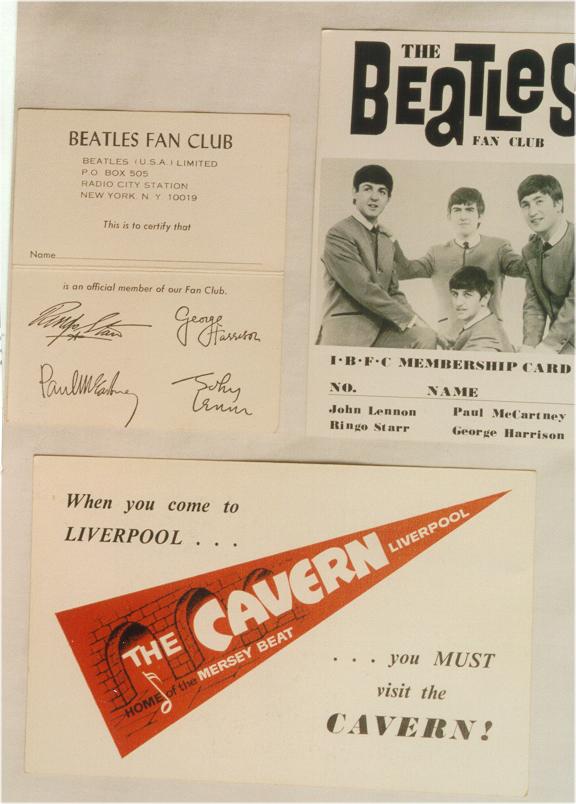 BEATLES FAN CLUB
BEATLES (U.S.A.) LIMITED
P.O. BOX 505
RADIO CITY STATION
NEW YORK, N. Y. 10019
This is to certify that
Name
is an official member of our Fan Club.
Ringo Starr
George Harrison
Paul McCartney
John Lennon
THE
BEATLES
FAN CLUB
I·B·F·C MEMBERSHIP CARD
NO. NAME
John Lennon Paul McCartney
Ringo Starr George Harrison
When you come to
LIVERPOOL . . .
THE CAVERN LIVERPOOL
HOME of the MERSEY BEAT
. . . you MUST
visit the
CAVERN!